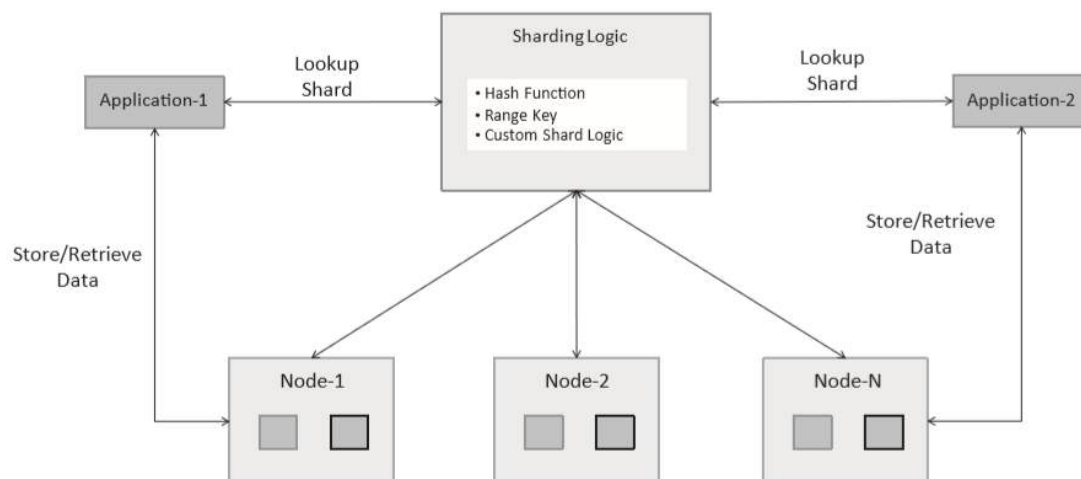 Sharding Logic
Lookup
Shard
Lookup
Shard
Application-1
• Hash Function
• Range Key
• Custom Shard Logic
Application-2
Store/Retrieve
Data
Store/Retrieve
Data
Node-1
Node-2
Node-N